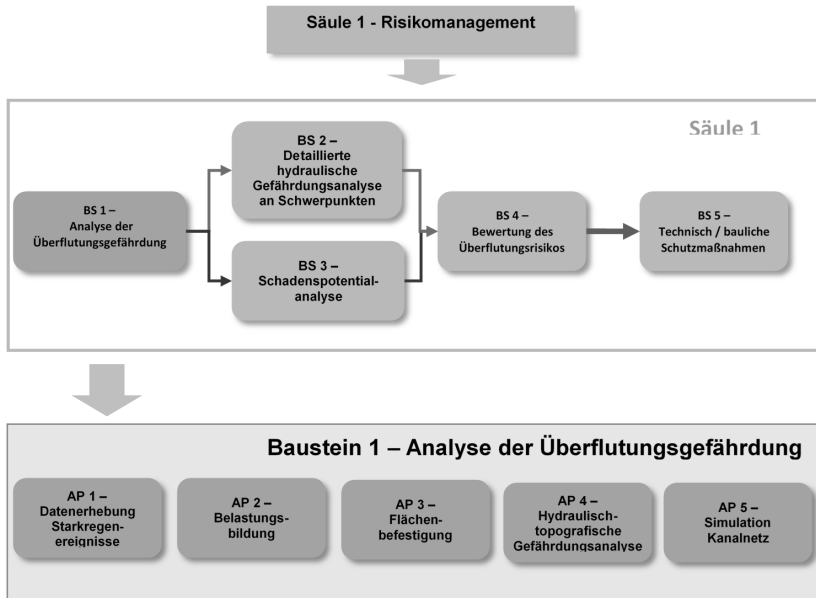 Säule 1 - Risikomanagement
Säule 1
BS 1 –
Analyse der
Überflutungsgefährdung
BS 2 –
Detaillierte
hydraulische
Gefährdungsanalyse
an Schwerpunkten
BS 3 –
Schadenspotential-
analyse
BS 4 –
Bewertung des
Überflutungsrisikos
BS 5 –
Technisch / bauliche
Schutzmaßnahmen
Baustein 1 – Analyse der Überflutungsgefährdung
AP 1 –
Datenerhebung
Starkregen-
ereignisse
AP 2 –
Belastungs-
bildung
AP 3 –
Flächen-
befestigung
AP 4 –
Hydraulisch-
topografische
Gefährdungsanalyse
AP 5 –
Simulation
Kanalnetz